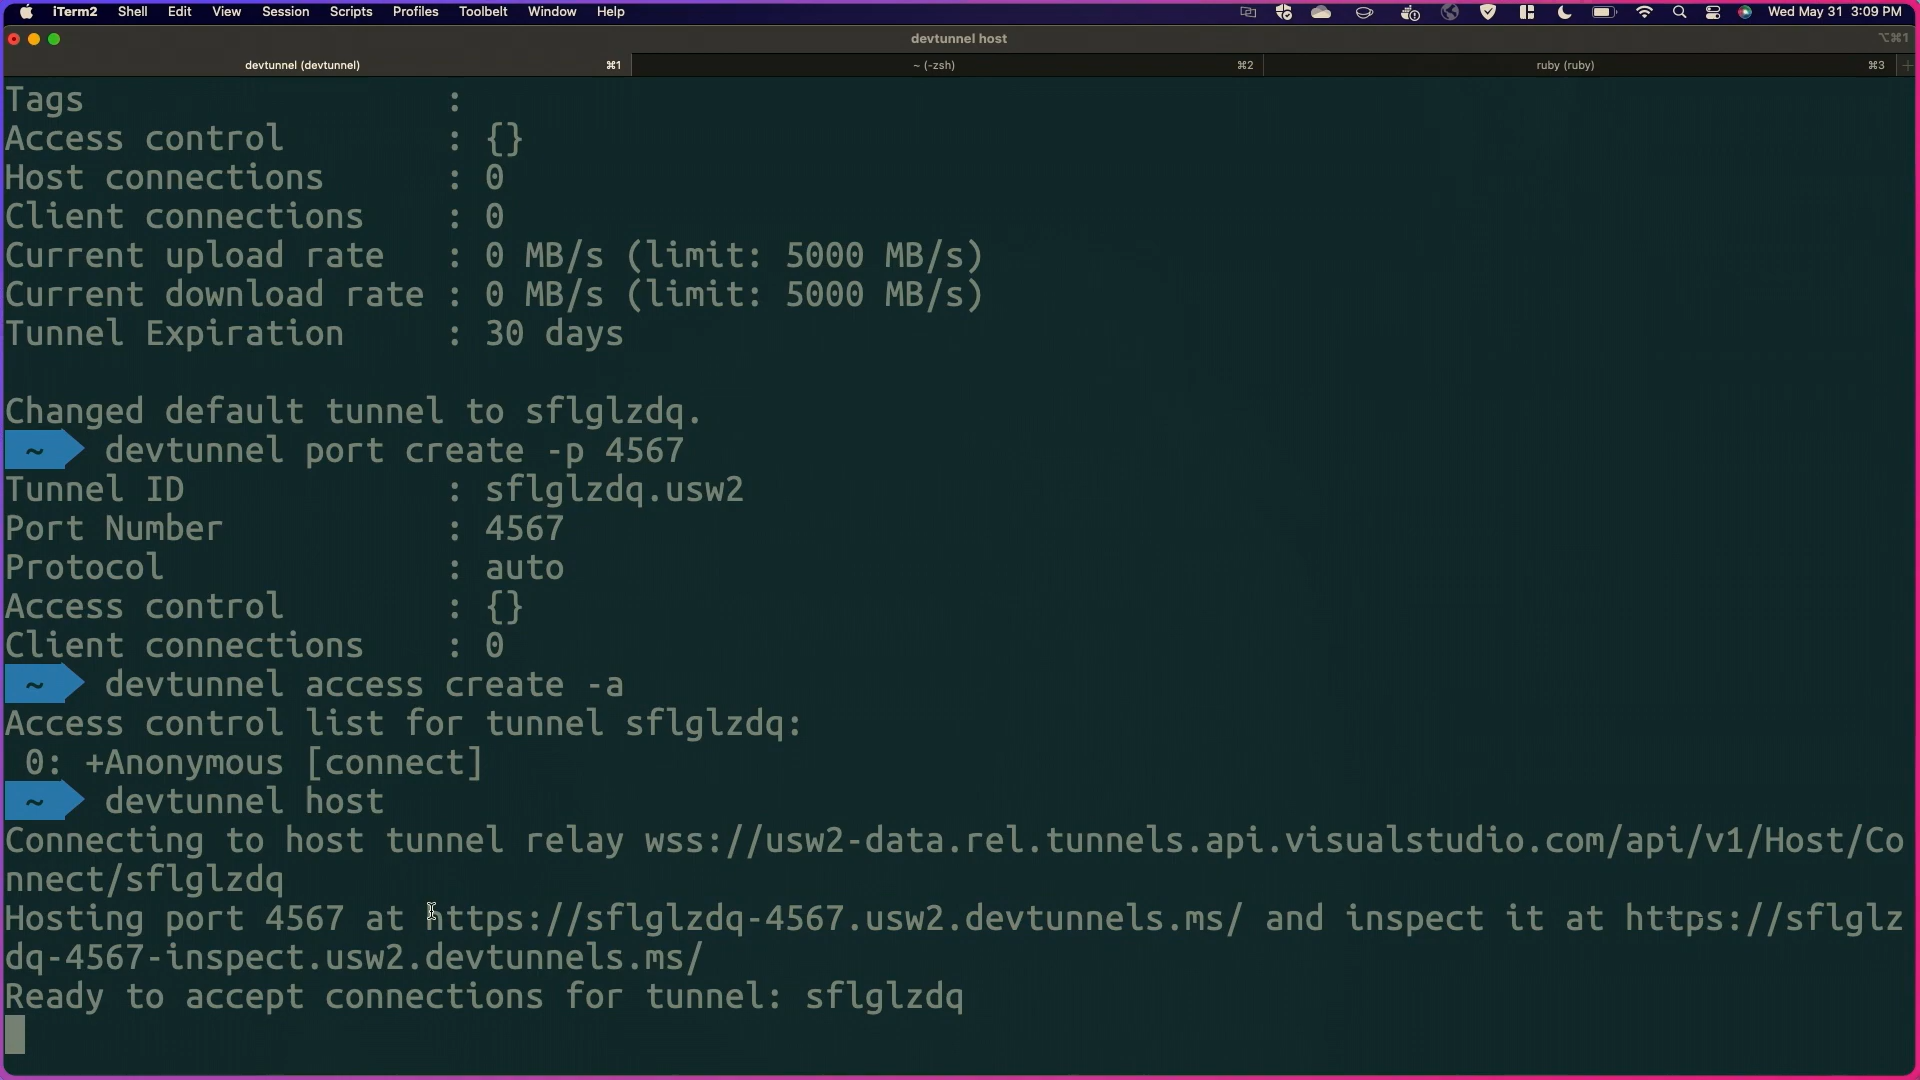 iTerm2 Shell Edit View Session Scripts Profiles Toolbelt Window Help Wed May 31 3:09 PM
devtunnel host ⌥⌘1
devtunnel (devtunnel) ⌘1 ~ (-zsh) ⌘2 ruby (ruby) ⌘3 +
Tags :
Access control : {}
Host connections : 0
Client connections : 0
Current upload rate : 0 MB/s (limit: 5000 MB/s)
Current download rate : 0 MB/s (limit: 5000 MB/s)
Tunnel Expiration : 30 days
Changed default tunnel to sflglzdq.
~ devtunnel port create -p 4567
Tunnel ID : sflglzdq.usw2
Port Number : 4567
Protocol : auto
Access control : {}
Client connections : 0
~ devtunnel access create -a
Access control list for tunnel sflglzdq:
0: +Anonymous [connect]
~ devtunnel host
Connecting to host tunnel relay wss://usw2-data.rel.tunnels.api.visualstudio.com/api/v1/Host/Co
nnect/sflglzdq
Hosting port 4567 at https://sflglzdq-4567.usw2.devtunnels.ms/ and inspect it at https://sflglz
dq-4567-inspect.usw2.devtunnels.ms/
Ready to accept connections for tunnel: sflglzdq